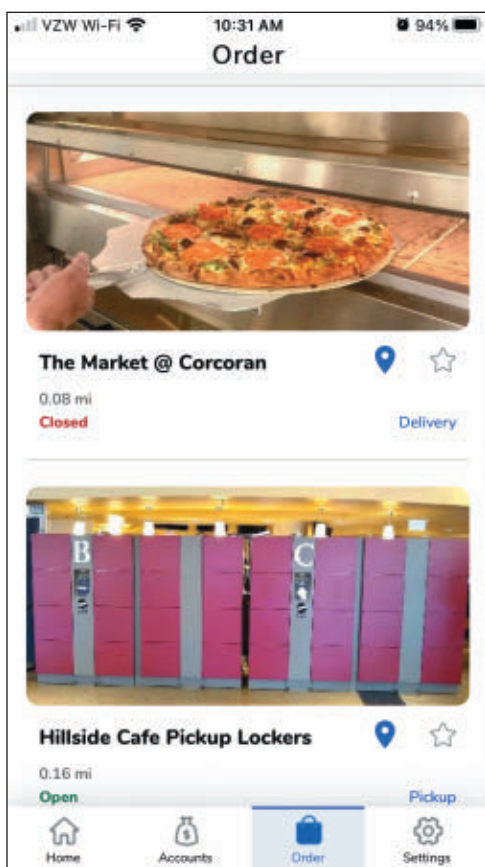 VZW Wi-Fi 10:31 AM 94%
Order
The Market @ Corcoran
0.08 mi
Closed Delivery
B C
Hillside Cafe Pickup Lockers
0.16 mi
Open Pickup
Home Accounts Order Settings